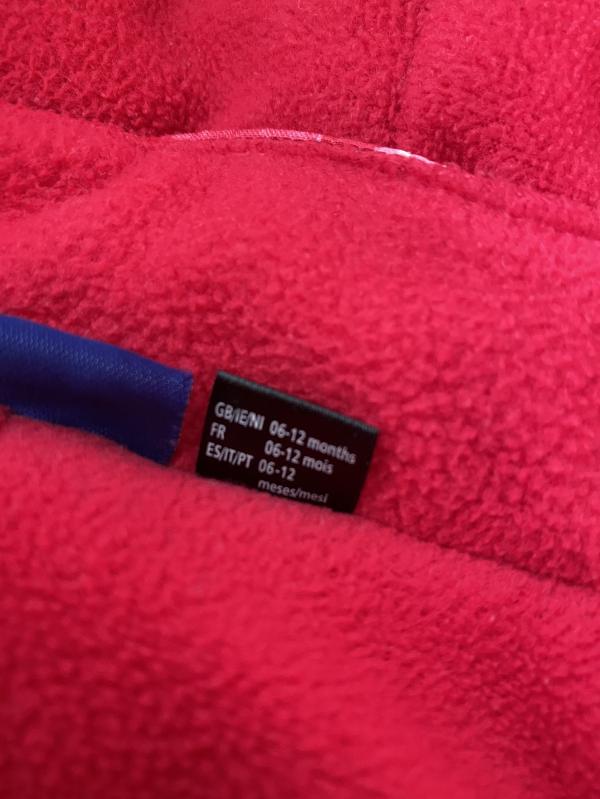 GB/IE/NI 06-12 months
FR 06-12 mois
ES/IT/PT 06-12
meses/mesi